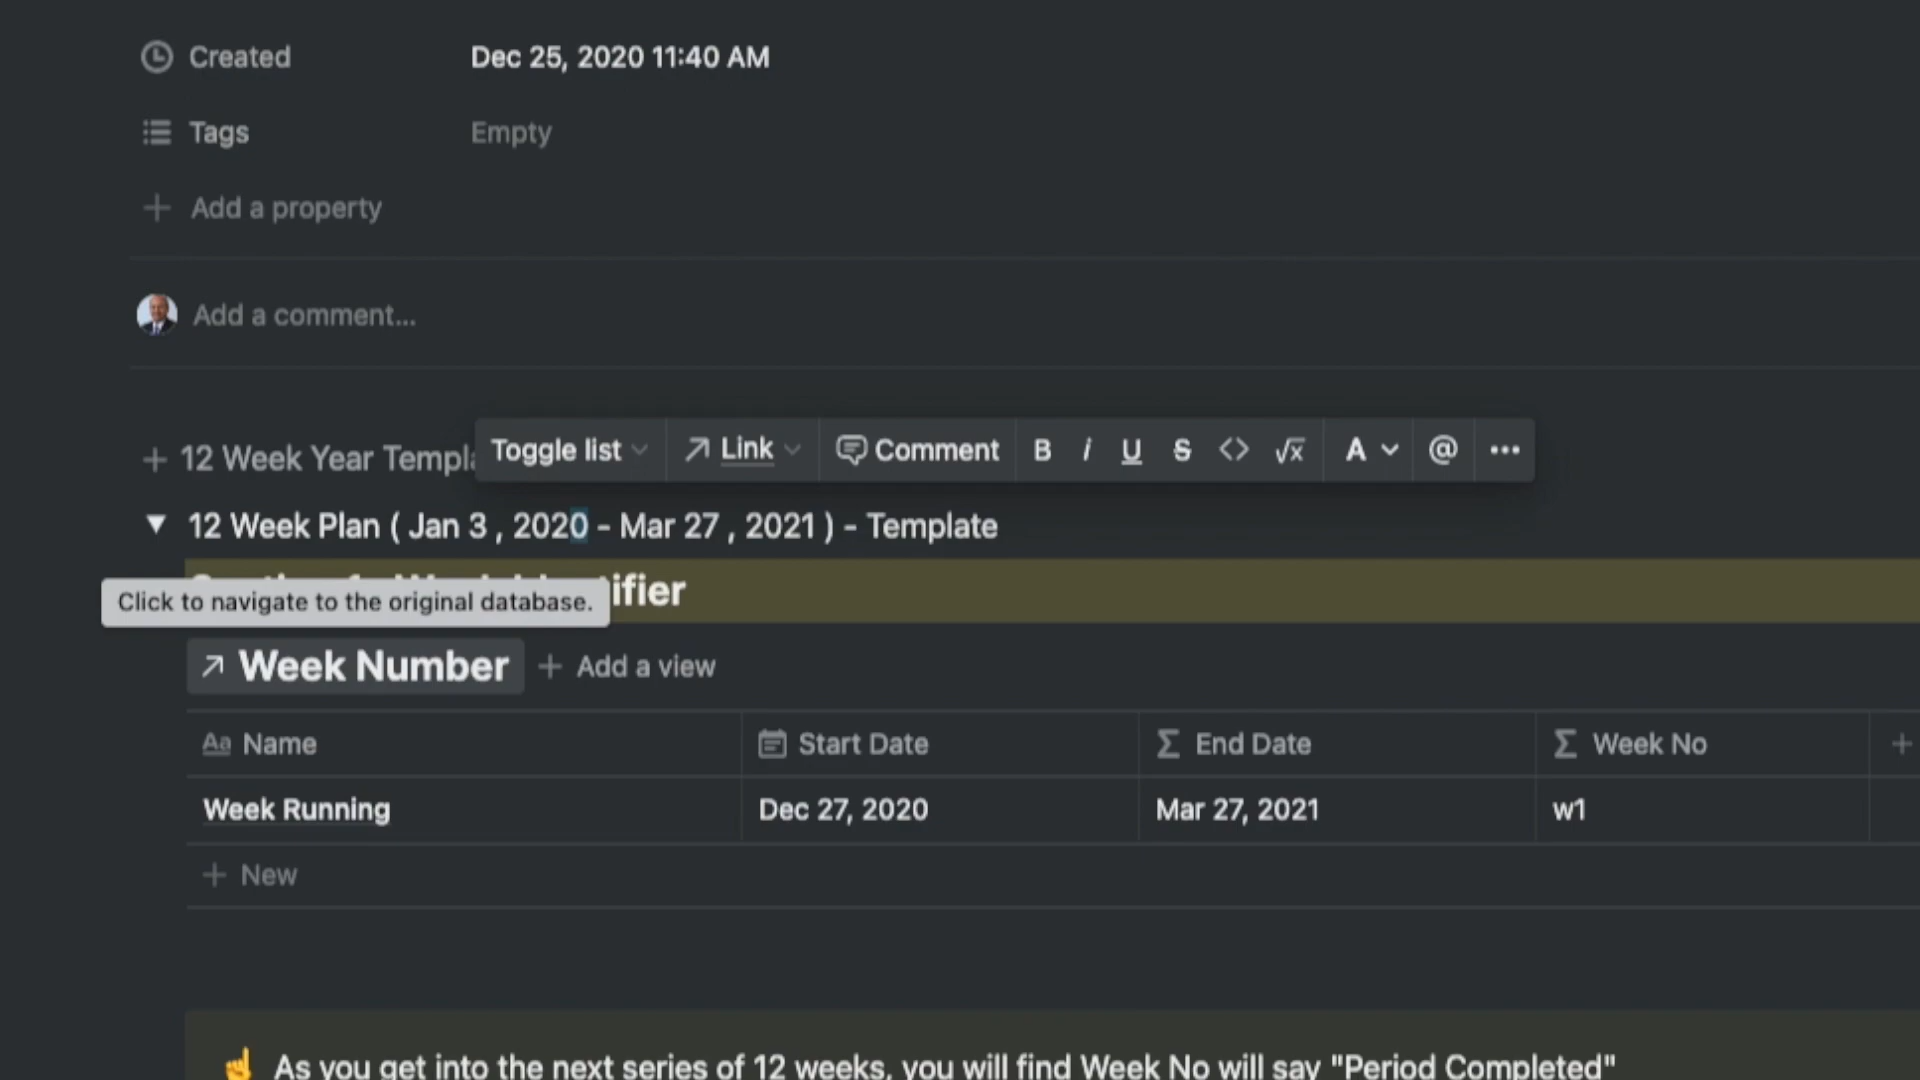 Created Dec 25, 2020 11:40 AM
Tags Empty
Add a property
Add a comment...
12 Week Year Templa
Toggle list Link Comment B i U S <> √x A @ •••
12 Week Plan ( Jan 3 , 2020 - Mar 27 , 2021 ) - Template
ifier
Click to navigate to the original database.
Week Number + Add a view
Aa Name Start Date Σ End Date Σ Week No +
Week Running Dec 27, 2020 Mar 27, 2021 w1
+ New
As you get into the next series of 12 weeks, you will find Week No will say "Period Completed"